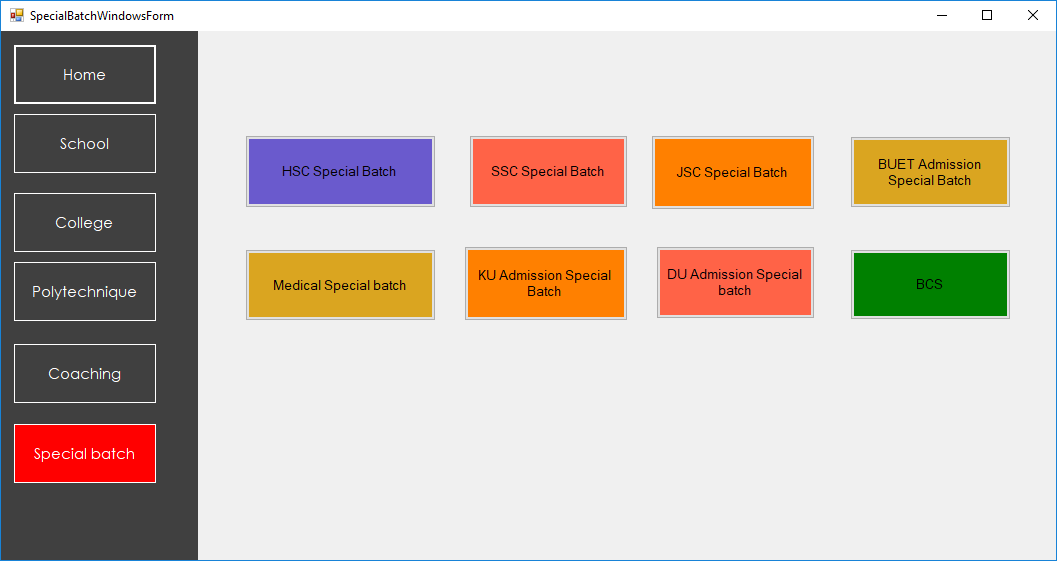 SpecialBatchWindowsForm
Home
School
College
Polytechnique
Coaching
Special batch
HSC Special Batch
SSC Special Batch
JSC Special Batch
BUET Admission
Special Batch
Medical Special batch
KU Admission Special
Batch
DU Admission Special
batch
BCS